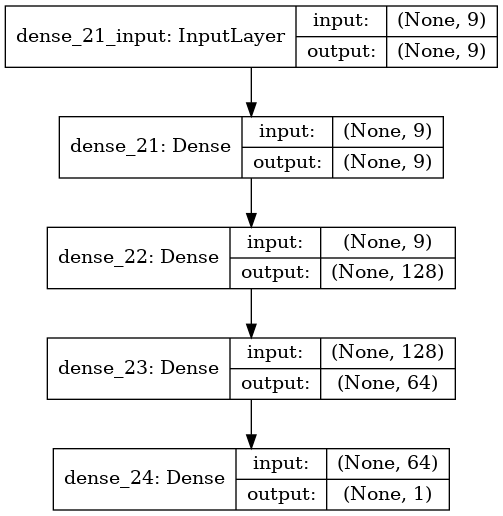 dense_21_input: InputLayer
input: (None, 9)
output: (None, 9)
dense_21: Dense
input: (None, 9)
output: (None, 9)
dense_22: Dense
input: (None, 9)
output: (None, 128)
dense_23: Dense
input: (None, 128)
output: (None, 64)
dense_24: Dense
input: (None, 64)
output: (None, 1)